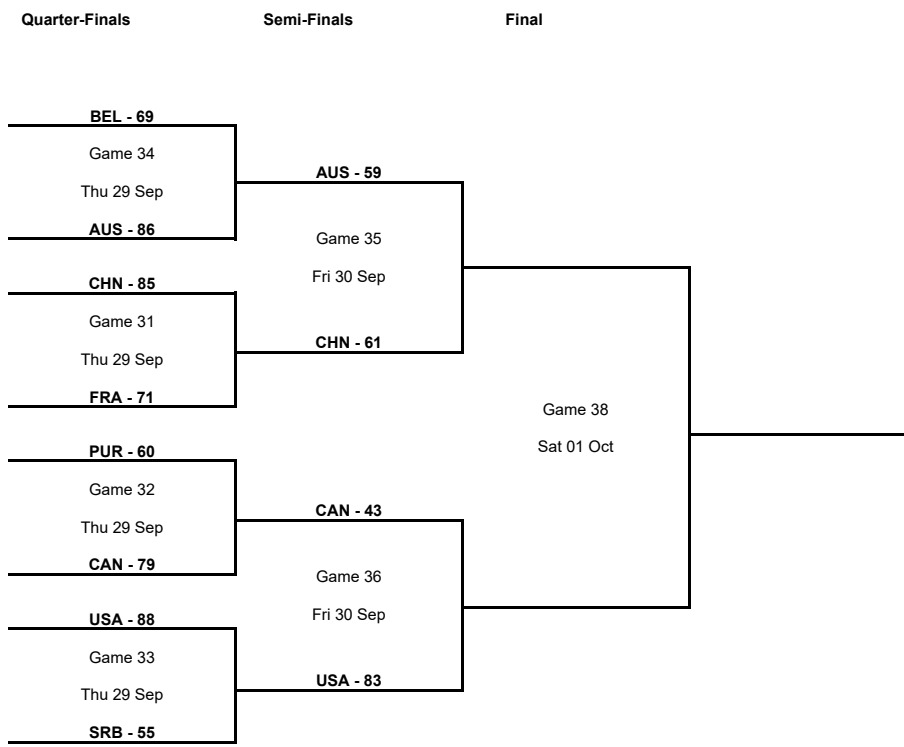 Quarter-Finals
Semi-Finals
Final
BEL - 69
Game 34
Thu 29 Sep
AUS - 86
CHN - 85
Game 31
Thu 29 Sep
FRA - 71
PUR - 60
Game 32
Thu 29 Sep
CAN - 79
USA - 88
Game 33
Thu 29 Sep
SRB - 55
AUS - 59
Game 35
Fri 30 Sep
CHN - 61
CAN - 43
Game 36
Fri 30 Sep
USA - 83
Game 38
Sat 01 Oct